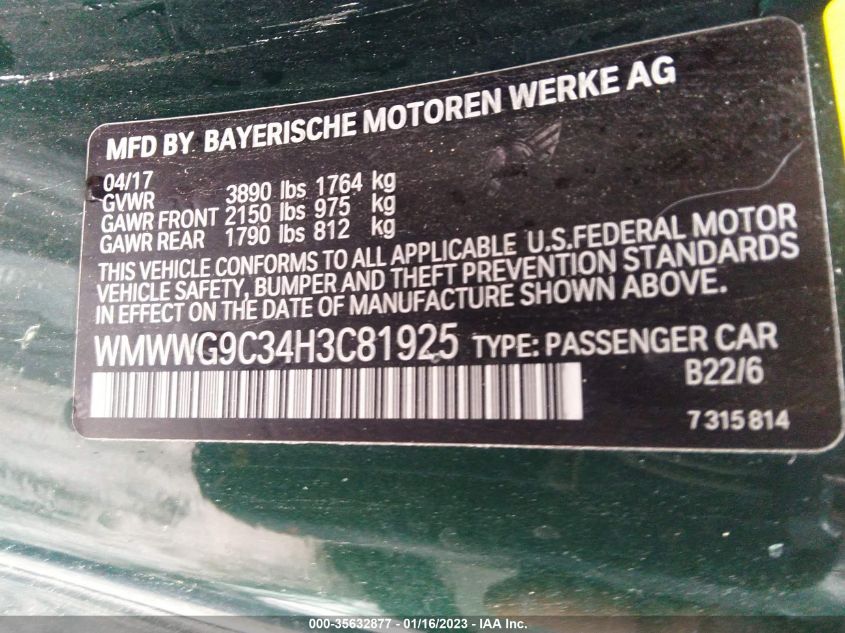 MFD BY BAYERISCHE MOTOREN WERKE AG
04/17
GVWR 3890 lbs 1764 kg
GAWR FRONT 2150 lbs 975 kg
GAWR REAR 1790 lbs 812 kg
THIS VEHICLE CONFORMS TO ALL APPLICABLE U.S.FEDERAL MOTOR
VEHICLE SAFETY, BUMPER AND THEFT PREVENTION STANDARDS
IN EFFECT ON THE DATE OF MANUFACTURE SHOWN ABOVE.
WMWWG9C34H3C81925 TYPE: PASSENGER CAR
B22/6
7 315 814
000-35632877 - 01/16/2023 - IAA Inc.